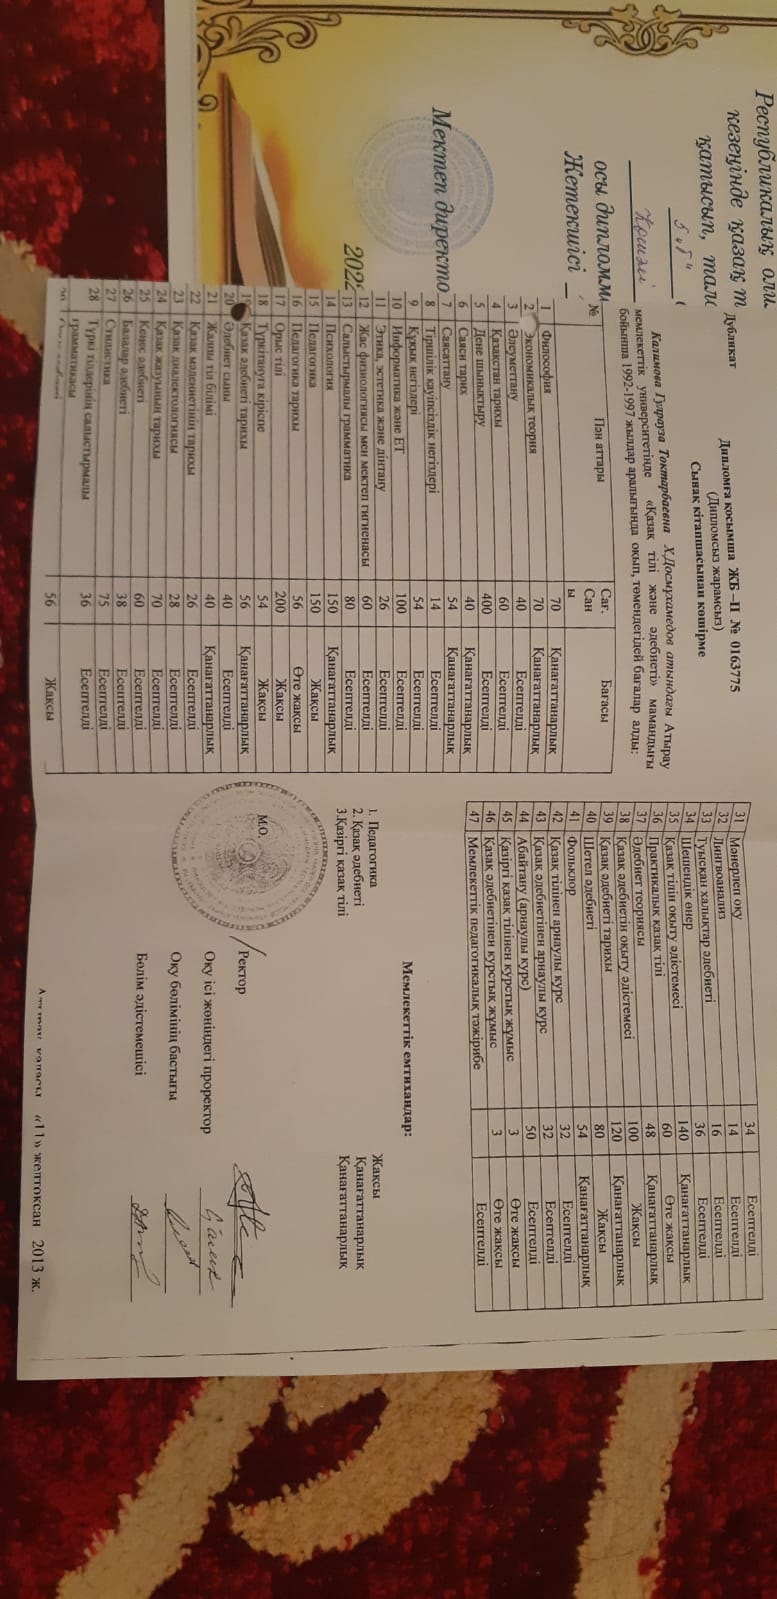 Республикалық оли
кезеңінде қазақ т
қатысып, тала
5 "б"
осы дипломм
Жетекшісі
Мектеп директо
2022
Дубликат
Дипломға қосымша ЖБ –II № 0163775
(Дипломсыз жарамсыз)
Сынақ кітапшасынан көшірме
Калимова Гулрауза Токтарбаевна Х.Досмұхамедов атындағы Атырау
мемлекеттік университетінде «Қазақ тілі және әдебиеті» мамандығы
бойынша 1992-1997 жылдар аралығында оқып, төмендегідей бағалар алды:
№ Пән аттары Сағ. Сан ы Бағасы
1 Философия 70 Қанағаттанарлық
2 Экономикалық теория 70 Қанағаттанарлық
3 Әлеуметтану 40 Есептелді
4 Қазақстан тарихы 60 Есептелді
5 Дене шынықтыру 400 Есептелді
6 Саяси тарих 40 Қанағаттанарлық
7 Саясаттану 54 Қанағаттанарлық
8 Тіршілік қауіпсіздік негіздері 14 Есептелді
9 Құқық негіздері 54 Есептелді
10 Информатика және ЕТ 100 Есептелді
11 Этика, эстетика және дінтану 26 Есептелді
12 Жас физиологиясы мен мектеп гигиенасы 60 Есептелді
13 Салыстырмалы грамматика 80 Есептелді
14 Психология 150 Қанағаттанарлық
15 Педагогика 150 Жақсы
16 Педагогика тарихы 56 Өте жақсы
17 Орыс тілі 200 Жақсы
18 Түркітануға кіріспе 54 Жақсы
19 Қазақ әдебиеті тарихы 56 Қанағаттанарлық
20 Әдебиет сыны 40 Есептелді
21 Жалпы тіл білімі 40 Қанағаттанарлық
22 Қазақ мәдениетінің тарихы 26 Есептелді
23 Қазақ диалектологиясы 28 Есептелді
24 Қазақ жазуының тарихы 70 Есептелді
25 Кеңес әдебиеті 60 Есептелді
26 Балалар әдебиеті 38 Есептелді
27 Стилистика 75 Есептелді
28 Түркі тілдерінің салыстырмалы 36 Есептелді
грамматикасы
56 Жақсы
31 Мәнерлеп оқу 34 Есептелді
32 Лингвоанализ 14 Есептелді
33 Туысқан халықтар әдебиеті 16 Есептелді
34 Шешендік өнер 36 Есептелді
35 Қазақ тілін оқыту әдістемесі 140 Қанағаттанарлық
36 Практикалық қазақ тілі 60 Өте жақсы
37 Әдебиет теориясы 48 Қанағаттанарлық
38 Қазақ әдебиетін оқыту әдістемесі 100 Жақсы
39 Қазақ әдебиеті тарихы 120 Қанағаттанарлық
40 Шетел әдебиеті 80 Жақсы
41 Фольклор 54 Қанағаттанарлық
42 Қазақ тілінен арнаулы курс 32 Есептелді
43 Қазақ әдебиетінен арнаулы курс 32 Есептелді
44 Абайтану (арнаулы курс) 50 Есептелді
45 Қазіргі қазақ тілінен курстық жұмыс 3 Өте жақсы
46 Қазақ әдебиетінен курстық жұмыс 3 Өте жақсы
47 Мемлекеттік педагогикалық тәжірибе Есептелді
Мемлекеттік емтихандар:
1. Педагогика Жақсы
2. Қазақ әдебиеті Қанағаттанарлық
3.Қазіргі қазақ тілі Қанағаттанарлық
М.О.
Ректор
Оқу ісі жөніндегі проректор
Оқу бөлімінің бастығы
Бөлім әдістемешісі
Атырау қаласы «11» желтоқсан 2013 ж.